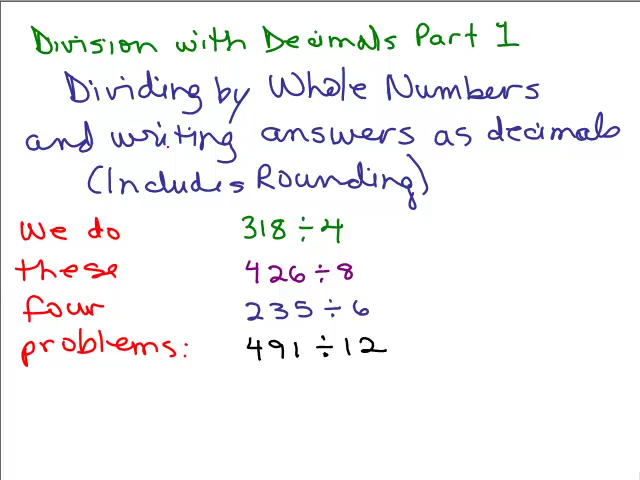 Division with Decimals Part 1
Dividing by Whole Numbers
and writing answers as decimals
(Includes Rounding)
We do 318 ÷ 4
these 426 ÷ 8
four 235 ÷ 6
problems: 491 ÷ 12